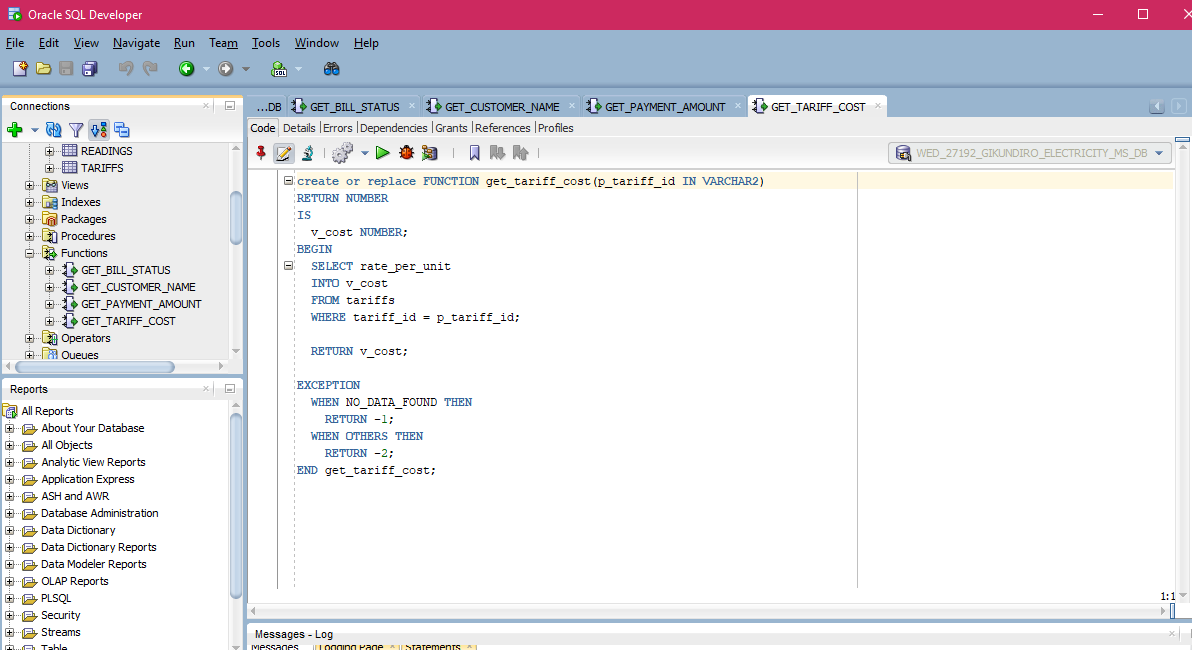 Oracle SQL Developer
File Edit View Navigate Run Team Tools Window Help
SQL
Connections
READINGS
TARIFFS
Views
Indexes
Packages
Procedures
Functions
GET_BILL_STATUS
GET_CUSTOMER_NAME
GET_PAYMENT_AMOUNT
GET_TARIFF_COST
Operators
Queues
Reports
All Reports
About Your Database
All Objects
Analytic View Reports
Application Express
ASH and AWR
Database Administration
Data Dictionary
Data Dictionary Reports
Data Modeler Reports
OLAP Reports
PLSQL
Security
Streams
Table
...DB GET_BILL_STATUS GET_CUSTOMER_NAME GET_PAYMENT_AMOUNT GET_TARIFF_COST
Code Details Errors Dependencies Grants References Profiles
WED_27192_GIKUNDIRO_ELECTRICITY_MS_DB
create or replace FUNCTION get_tariff_cost(p_tariff_id IN VARCHAR2)
RETURN NUMBER
IS
v_cost NUMBER;
BEGIN
SELECT rate_per_unit
INTO v_cost
FROM tariffs
WHERE tariff_id = p_tariff_id;
RETURN v_cost;
EXCEPTION
WHEN NO_DATA_FOUND THEN
RETURN -1;
WHEN OTHERS THEN
RETURN -2;
END get_tariff_cost;
1:1
Messages - Log
Messages Logging Page Statements